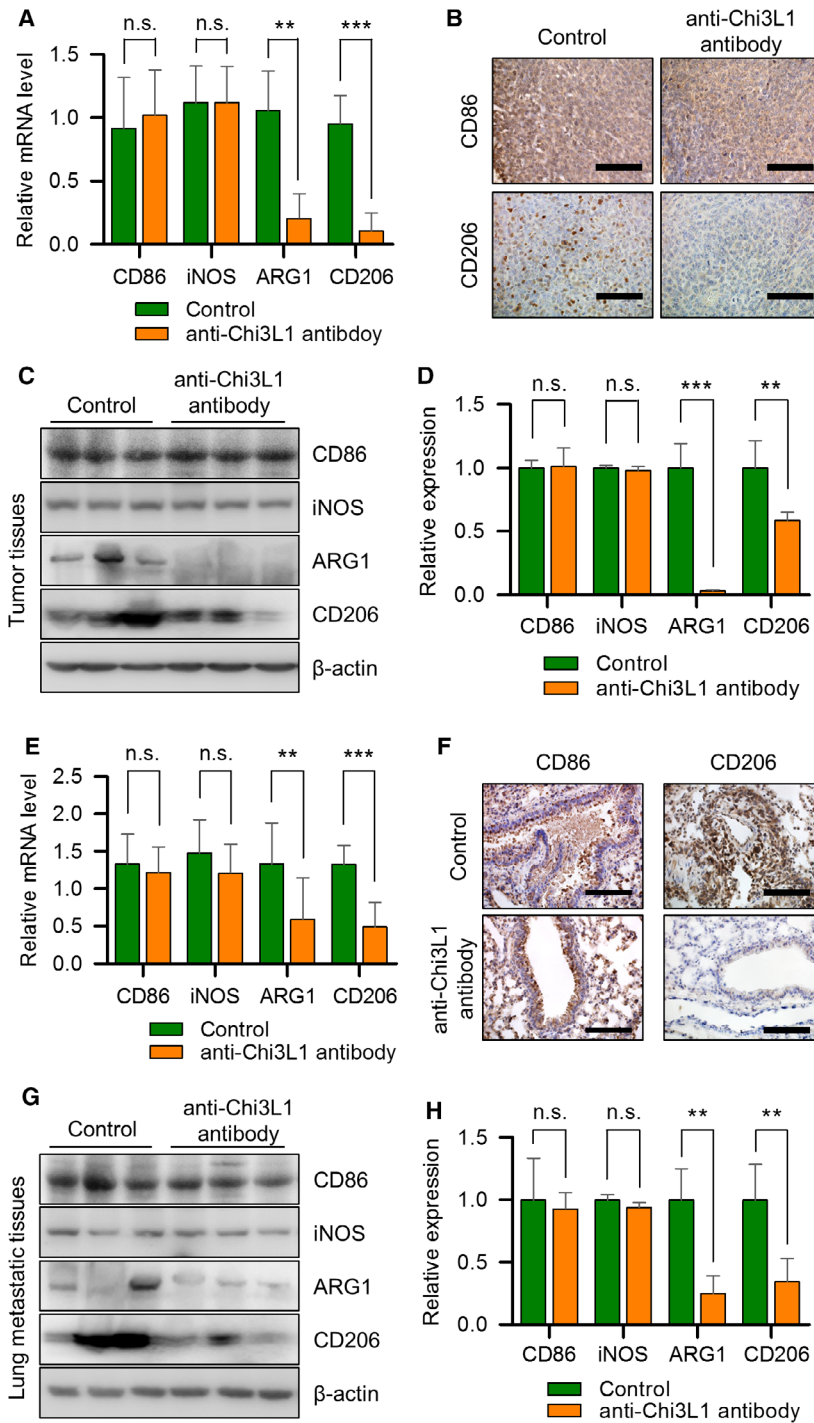 A
n.s. n.s. ** ***
Relative mRNA level
1.5
1.0
0.5
0.0
CD86 iNOS ARG1 CD206
Control
anti-Chi3L1 antibdoy
B
Control
anti-Chi3L1
antibody
CD86
CD206
C
Control
anti-Chi3L1
antibody
Tumor tissues
CD86
iNOS
ARG1
CD206
β-actin
D
n.s. n.s. *** **
Relative expression
1.5
1.0
0.5
0.0
CD86 iNOS ARG1 CD206
Control
anti-Chi3L1 antibody
E
n.s. n.s. ** ***
Relative mRNA level
2.5
2.0
1.5
1.0
0.5
0.0
CD86 iNOS ARG1 CD206
Control
anti-Chi3L1 antibody
F
CD86 CD206
Control
anti-Chi3L1
antibody
G
Control
anti-Chi3L1
antibody
Lung metastatic tissues
CD86
iNOS
ARG1
CD206
β-actin
H
n.s. n.s. ** **
Relative expression
1.5
1.0
0.5
0.0
CD86 iNOS ARG1 CD206
Control
anti-Chi3L1 antibody